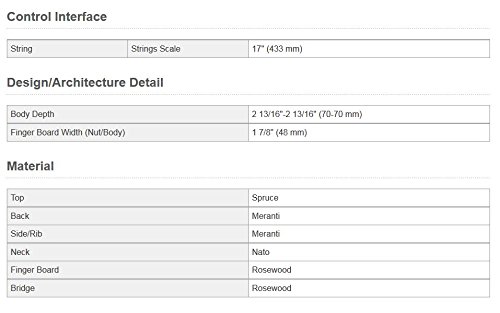 Control Interface
String Strings Scale 17" (433 mm)
Design/Architecture Detail
Body Depth 2 13/16"-2 13/16" (70-70 mm)
Finger Board Width (Nut/Body) 1 7/8" (48 mm)
Material
Top Spruce
Back Meranti
Side/Rib Meranti
Neck Nato
Finger Board Rosewood
Bridge Rosewood